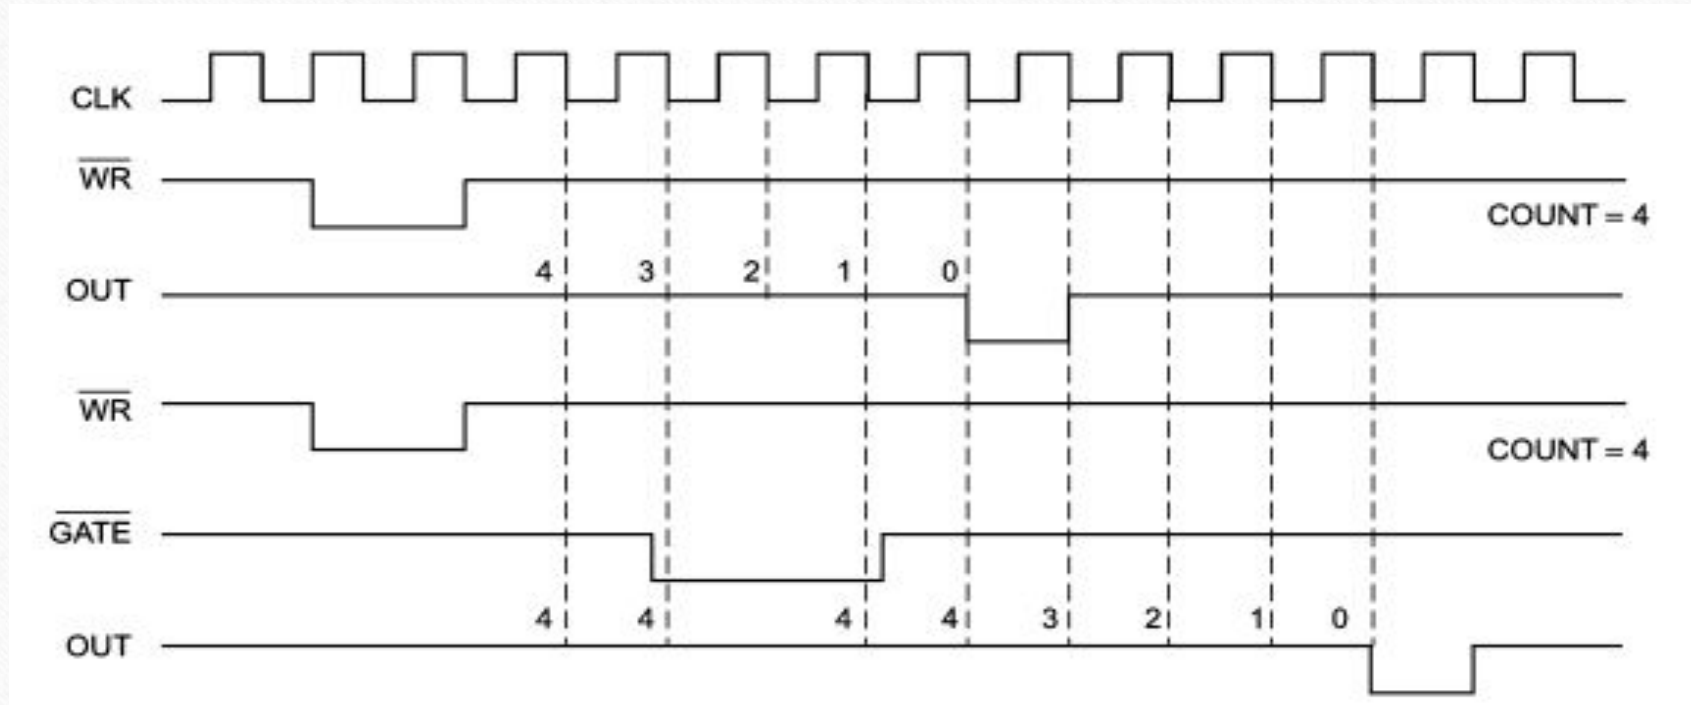 CLK
WR
COUNT = 4
4 3 2 1 0
OUT
WR
COUNT = 4
GATE
4 4 4 4 3 2 1 0
OUT